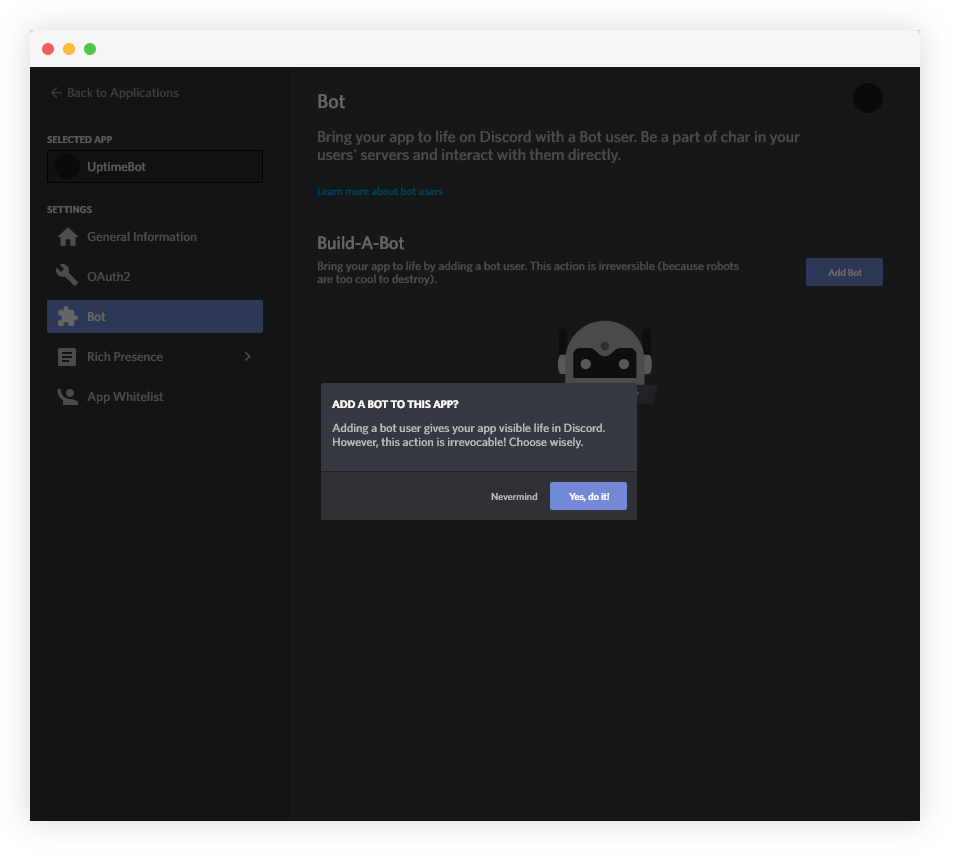 Back to Applications
SELECTED APP
UptimeBot
SETTINGS
General Information
OAuth2
Bot
Rich Presence
App Whitelist
Bot
Bring your app to life on Discord with a Bot user. Be a part of char in your
users' servers and interact with them directly.
Learn more about bot users
Build-A-Bot
Bring your app to life by adding a bot user. This action is irreversible (because robots
are too cool to destroy).
Add Bot
ADD A BOT TO THIS APP?
Adding a bot user gives your app visible life in Discord.
However, this action is irrevocable! Choose wisely.
Nevermind
Yes, do it!